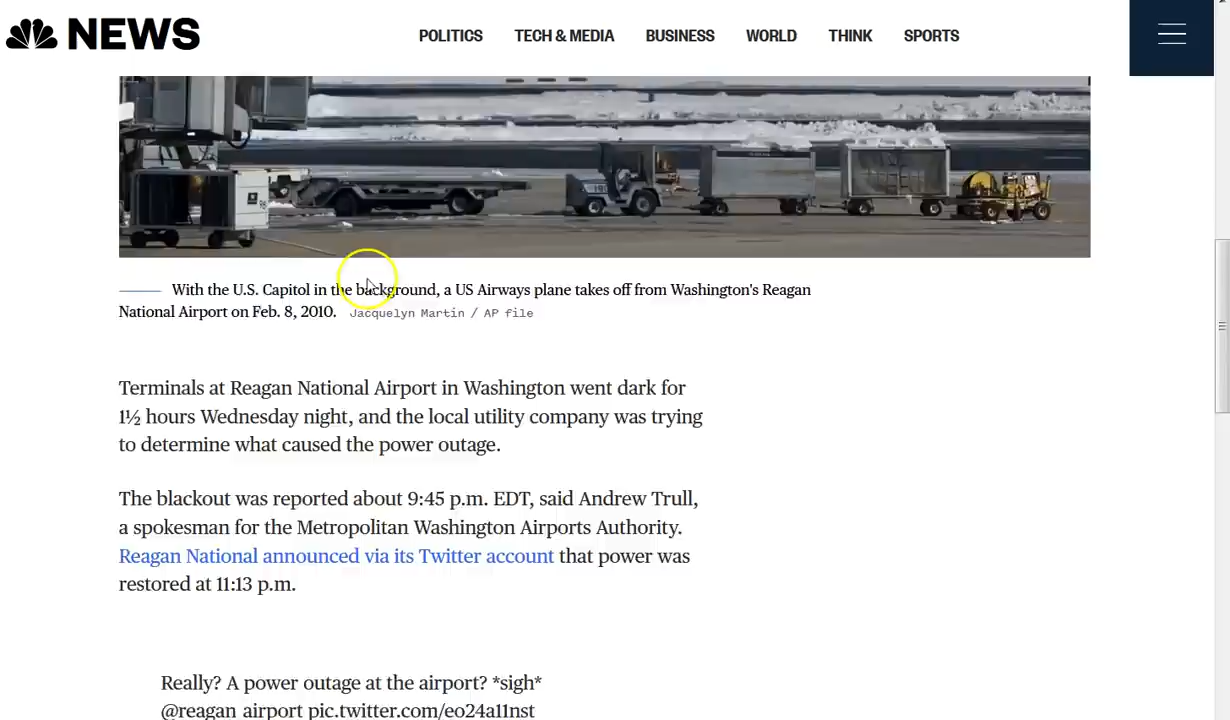 NEWS
POLITICS TECH & MEDIA BUSINESS WORLD THINK SPORTS
With the U.S. Capitol in the background, a US Airways plane takes off from Washington's Reagan
National Airport on Feb. 8, 2010. Jacquelyn Martin / AP file
Terminals at Reagan National Airport in Washington went dark for
1½ hours Wednesday night, and the local utility company was trying
to determine what caused the power outage.
The blackout was reported about 9:45 p.m. EDT, said Andrew Trull,
a spokesman for the Metropolitan Washington Airports Authority.
Reagan National announced via its Twitter account that power was
restored at 11:13 p.m.
Really? A power outage at the airport? *sigh*
@reagan_airport pic.twitter.com/eo24a11nst